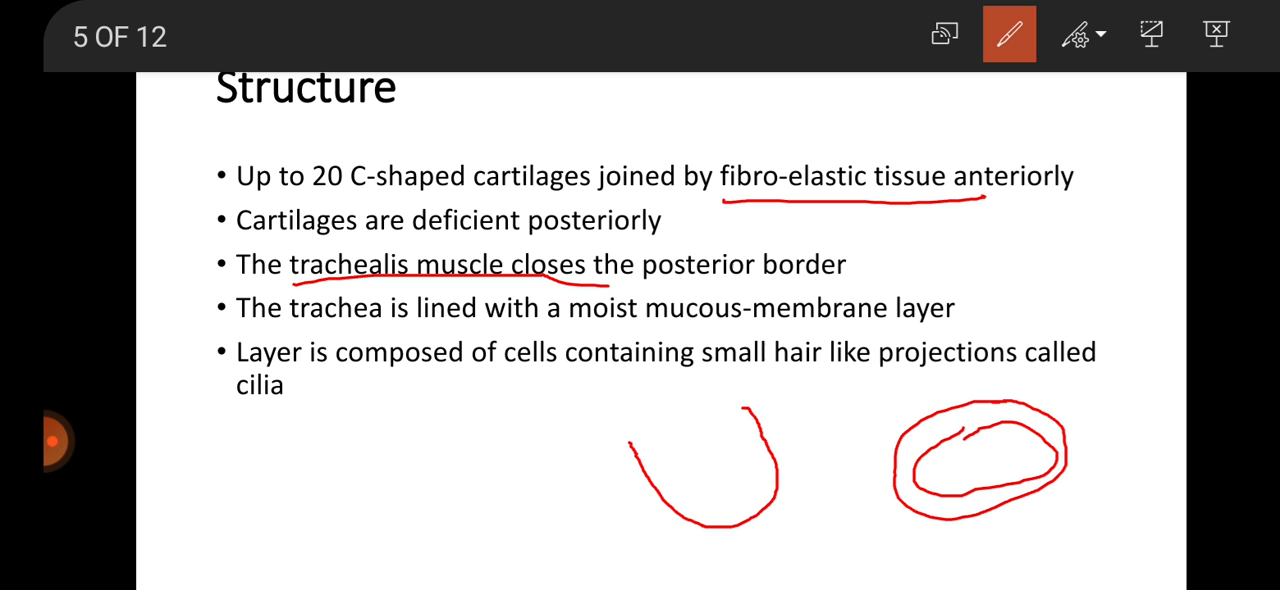 5 OF 12
Structure
• Up to 20 C-shaped cartilages joined by fibro-elastic tissue anteriorly
• Cartilages are deficient posteriorly
• The trachealis muscle closes the posterior border
• The trachea is lined with a moist mucous-membrane layer
• Layer is composed of cells containing small hair like projections called
cilia